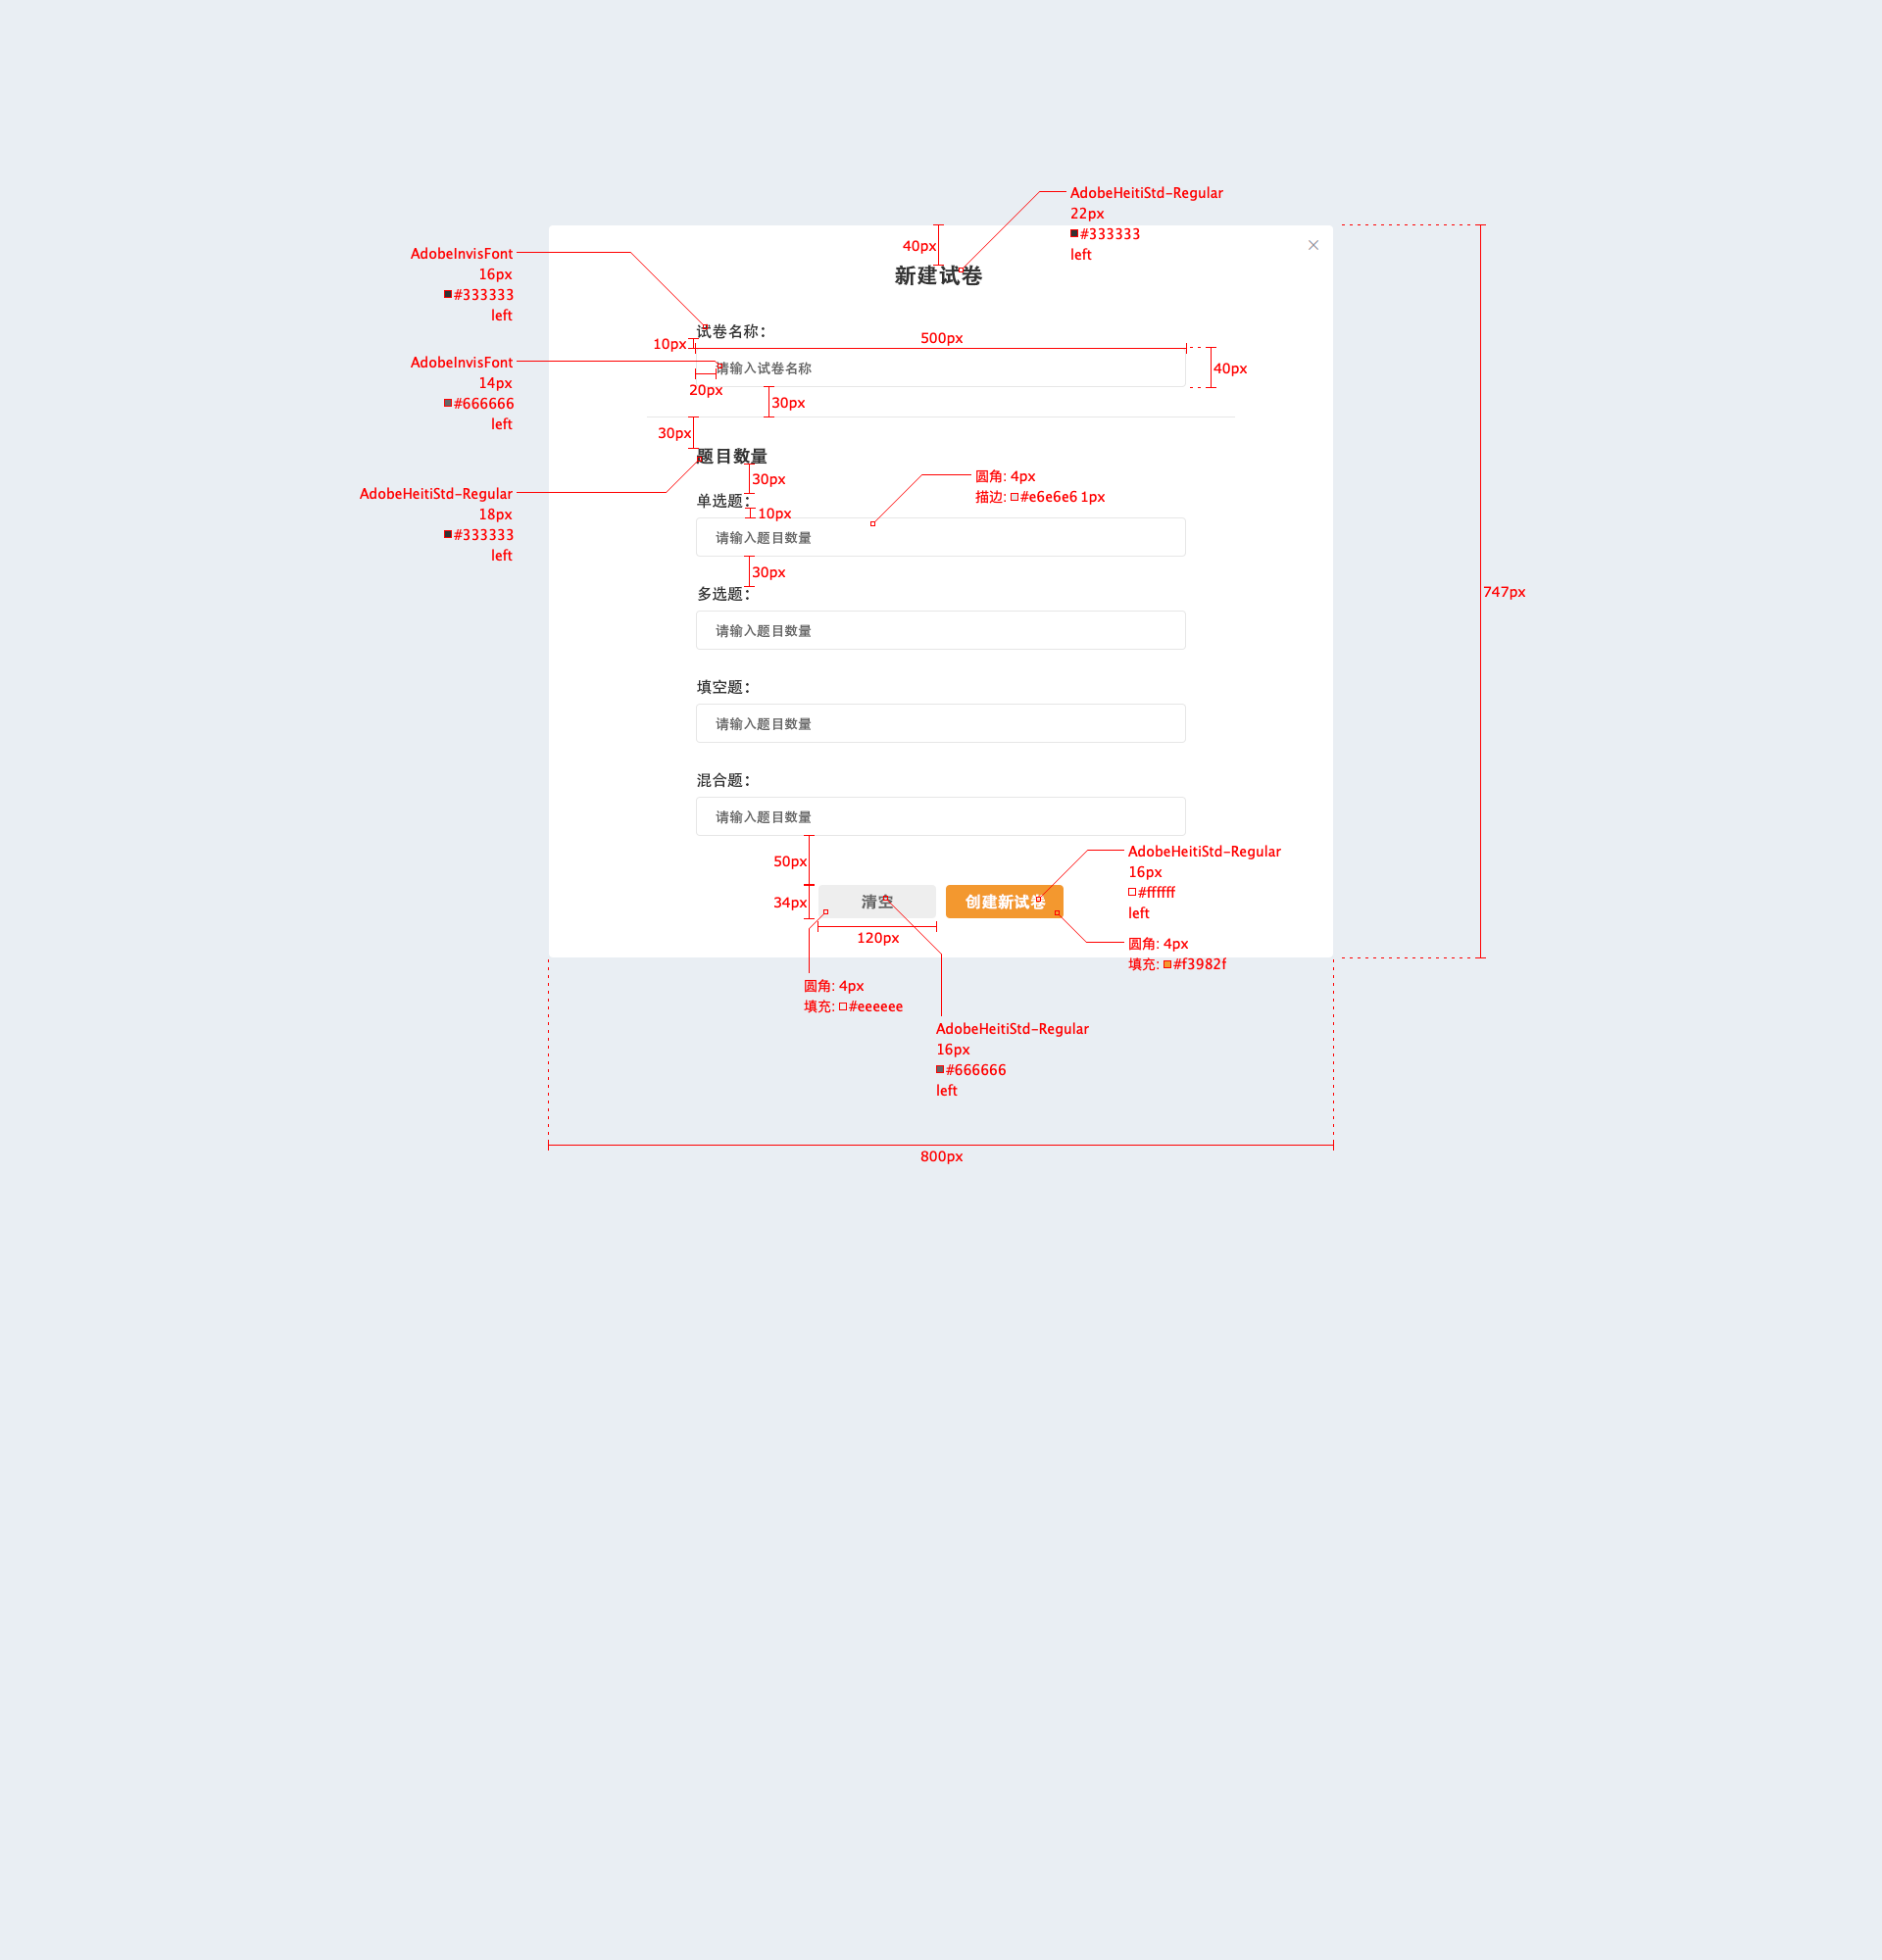 AdobeHeitiStd-Regular
22px
#333333
left
40px
新建试卷
×
AdobeInvisFont
16px
#333333
left
试卷名称：
10px
500px
AdobeInvisFont
14px
#666666
left
请输入试卷名称
40px
20px
30px
30px
题目数量
30px
AdobeHeitiStd-Regular
18px
#333333
left
圆角: 4px
描边: #e6e6e6 1px
单选题：
10px
请输入题目数量
30px
747px
多选题：
请输入题目数量
填空题：
请输入题目数量
混合题：
请输入题目数量
50px
AdobeHeitiStd-Regular
16px
#ffffff
left
34px
清空
创建新试卷
120px
圆角: 4px
填充: #f3982f
圆角: 4px
填充: #eeeeee
AdobeHeitiStd-Regular
16px
#666666
left
800px